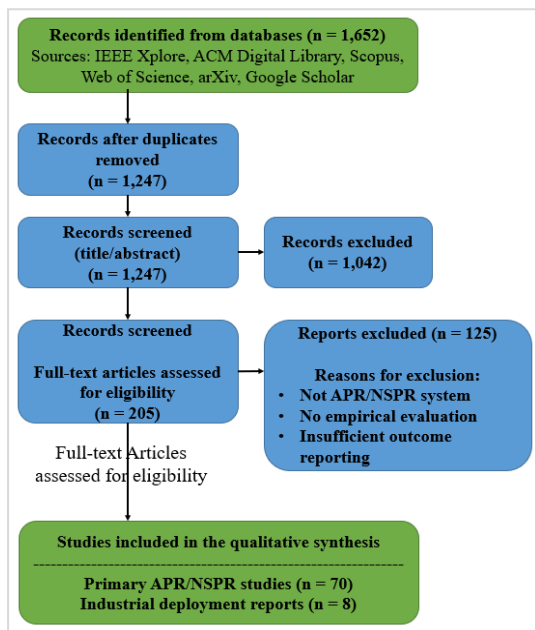 Records identified from databases (n = 1,652)
Sources: IEEE Xplore, ACM Digital Library, Scopus,
Web of Science, arXiv, Google Scholar
Records after duplicates
removed
(n = 1,247)
Records screened
(title/abstract)
(n = 1,247)
Records excluded
(n = 1,042)
Records screened
Full-text articles assessed
for eligibility
(n = 205)
Reports excluded (n = 125)
Reasons for exclusion:
• Not APR/NSPR system
• No empirical evaluation
• Insufficient outcome
reporting
Full-text Articles
assessed for eligibility
Studies included in the qualitative synthesis
Primary APR/NSPR studies (n = 70)
Industrial deployment reports (n = 8)